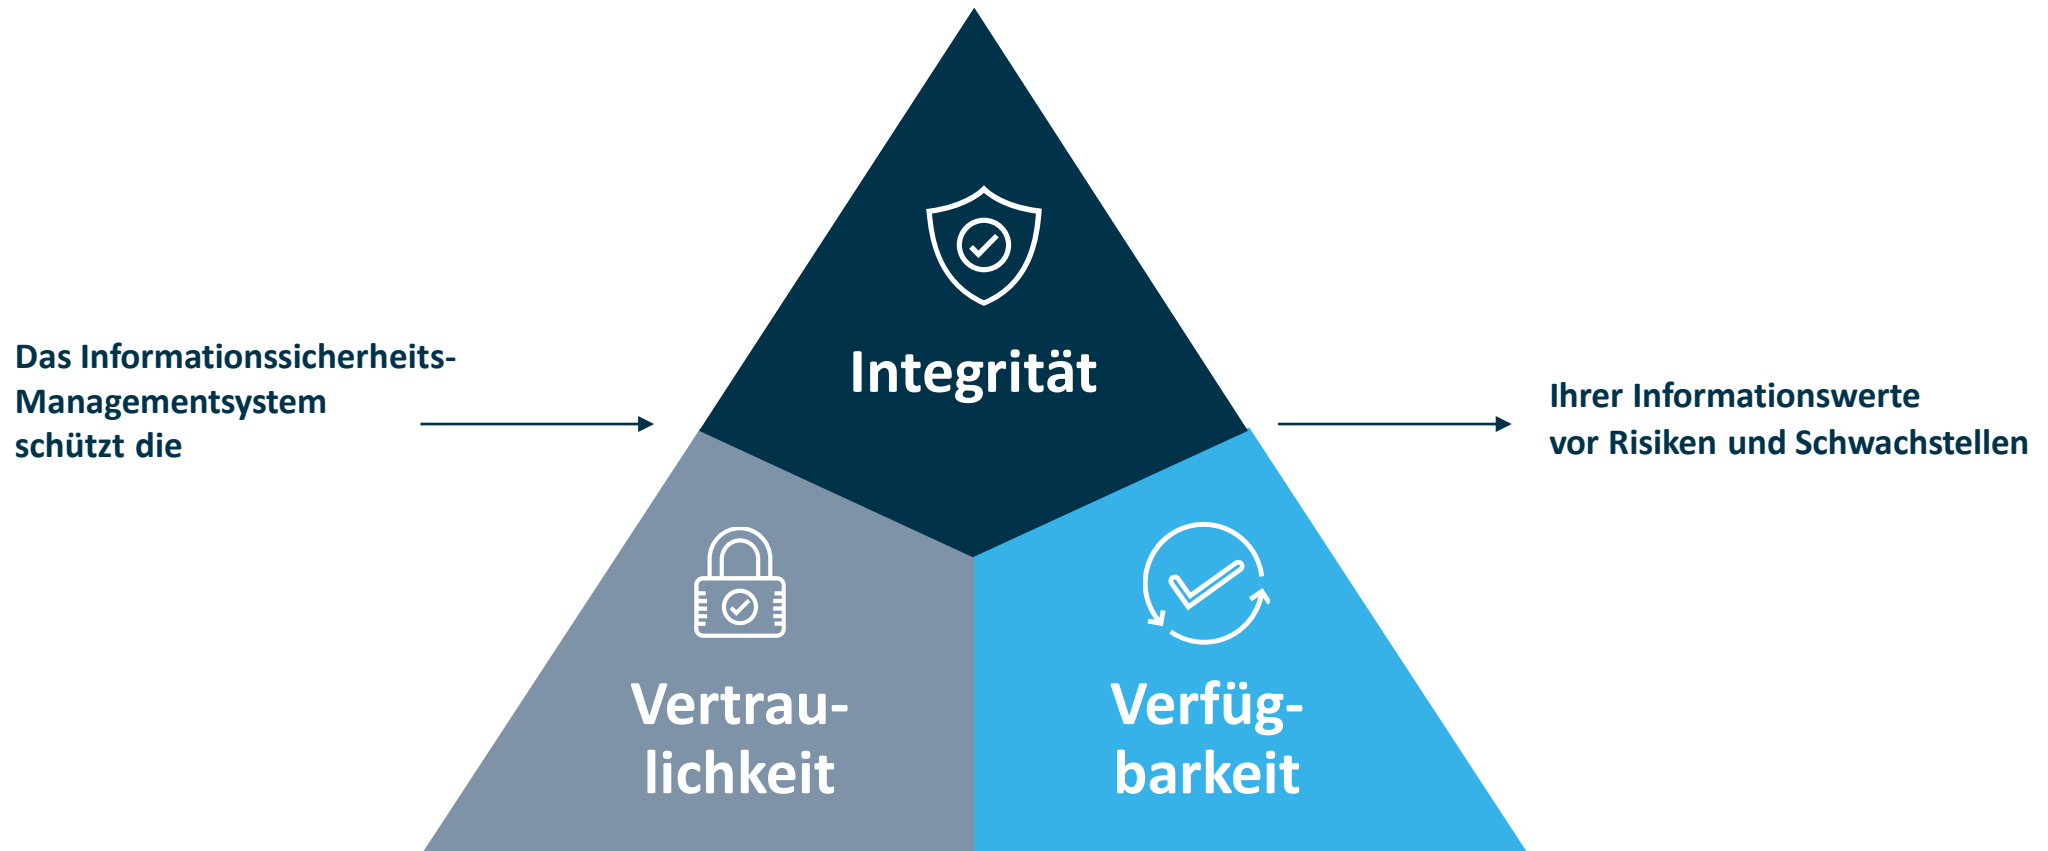 Das Informationssicherheits-
Managementsystem
schützt die
Integrität
Vertrau-
lichkeit
Verfüg-
barkeit
Ihrer Informationswerte
vor Risiken und Schwachstellen